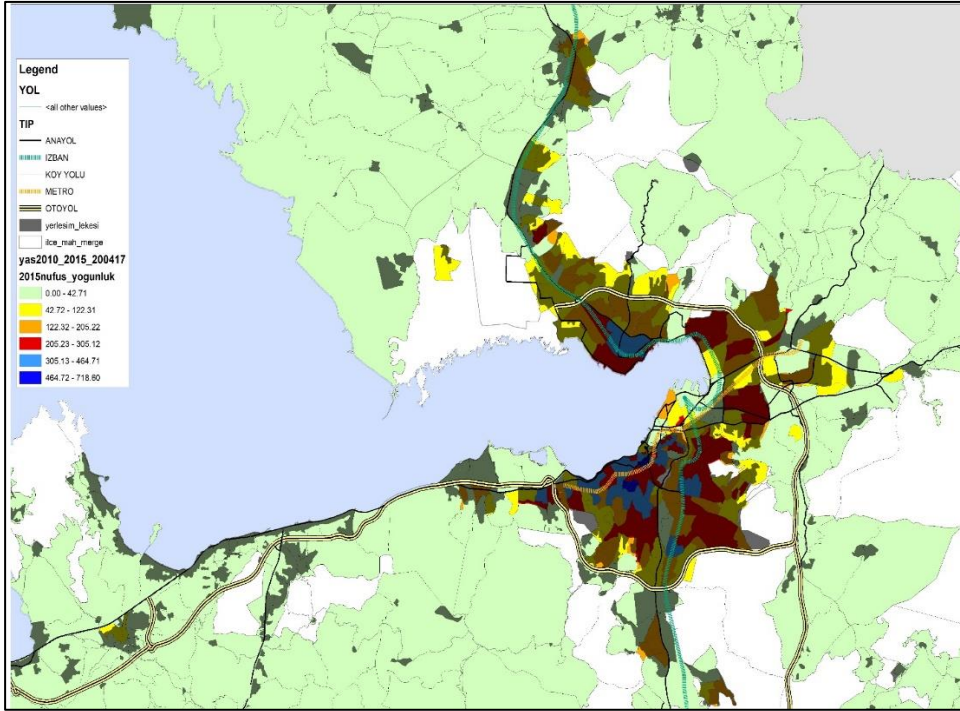 Legend
YOL
<all other values>
TIP
ANAYOL
IZBAN
KOY YOLU
METRO
OTOYOL
yerlesim_lekesi
ilce_mah_merge
yas2010_2015_200417
2015nufus_yogunluk
0.00 - 42.71
42.72 - 122.31
122.32 - 205.22
205.23 - 305.12
305.13 - 464.71
464.72 - 718.60